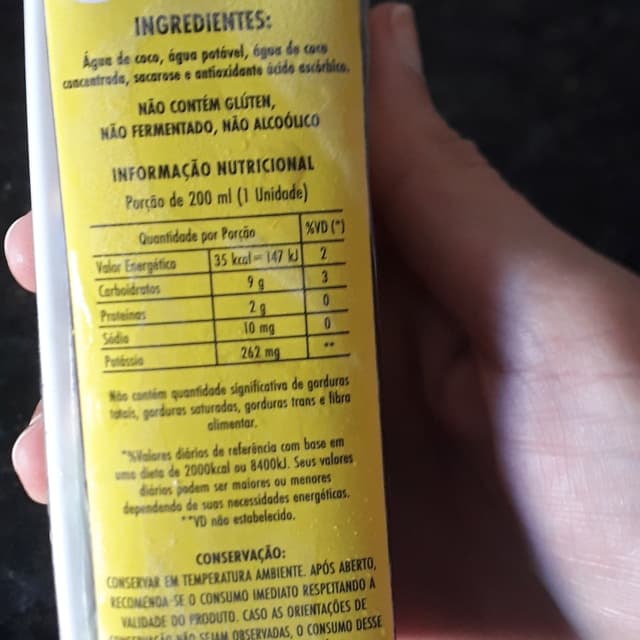 INGREDIENTES:
Água de coco, água potável, água de coco
concentrada, sacarose e antioxidante ácido ascórbico.
NÃO CONTÉM GLÚTEN,
NÃO FERMENTADO, NÃO ALCOÓLICO
INFORMAÇÃO NUTRICIONAL
Porção de 200 ml (1 Unidade)
Quantidade por Porção %VD (*)
Valor Energético 35 kcal = 147 kJ 2
Carboidratos 9 g 3
Proteínas 2 g 0
Sódio 10 mg 0
Potássio 262 mg **
Não contém quantidade significativa de gorduras
totais, gorduras saturadas, gorduras trans e fibra
alimentar.
*%Valores diários de referência com base em
uma dieta de 2000kcal ou 8400kJ. Seus valores
diários podem ser maiores ou menores
dependendo de suas necessidades energéticas.
**VD não estabelecido.
CONSERVAÇÃO:
CONSERVAR EM TEMPERATURA AMBIENTE. APÓS ABERTO,
RECOMENDA-SE O CONSUMO IMEDIATO RESPEITANDO A
VALIDADE DO PRODUTO. CASO AS ORIENTAÇÕES DE
CONSERVAÇÃO NÃO SEJAM OBSERVADAS, O CONSUMO DESSE